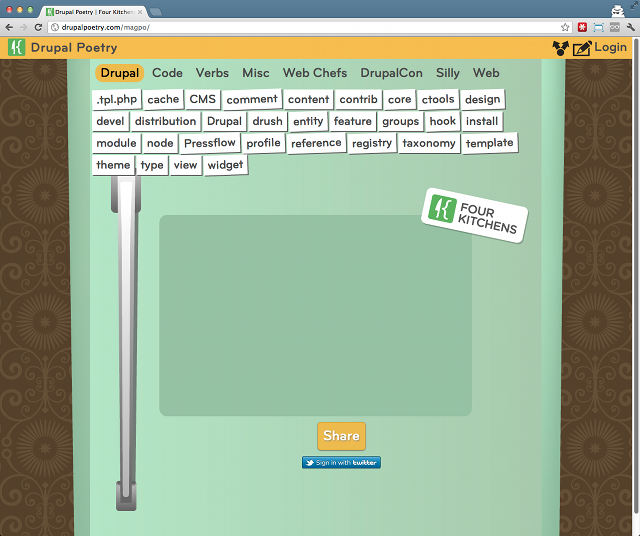 Drupal Poetry | Four Kitchens
drupalpoetry.com/magpo/
Drupal Poetry Login
Drupal Code Verbs Misc Web Chefs DrupalCon Silly Web
.tpl.php cache CMS comment content contrib core ctools design
devel distribution Drupal drush entity feature groups hook install
module node Pressflow profile reference registry taxonomy template
theme type view widget
FOUR
KITCHENS
Share
Sign in with twitter